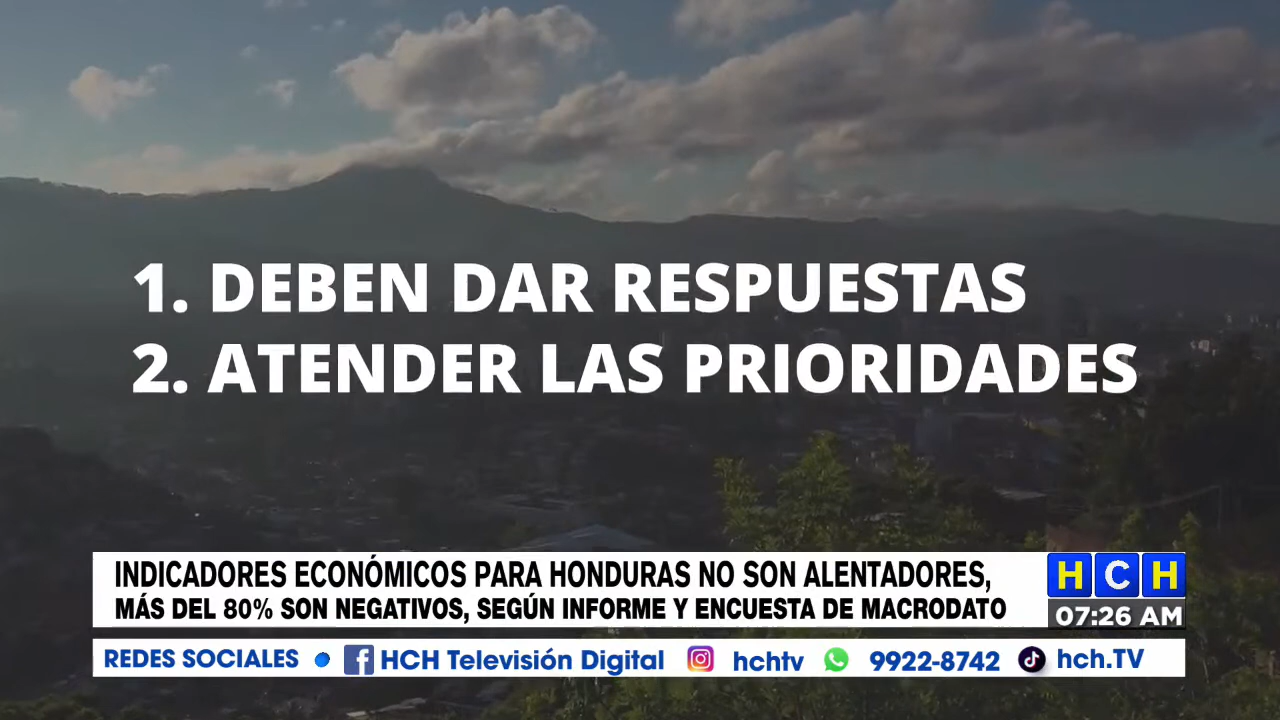 1. DEBEN DAR RESPUESTAS
2. ATENDER LAS PRIORIDADES
INDICADORES ECONÓMICOS PARA HONDURAS NO SON ALENTADORES,
MÁS DEL 80% SON NEGATIVOS, SEGÚN INFORME Y ENCUESTA DE MACRODATO
HCH
07:26 AM
REDES SOCIALES HCH Televisión Digital hchtv 9922-8742 hch.TV